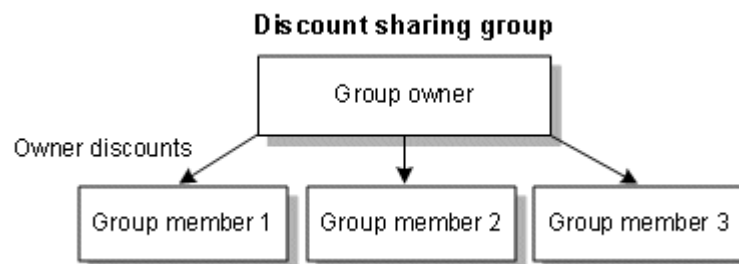 Discount sharing group
Group owner
Owner discounts
Group member 1
Group member 2
Group member 3